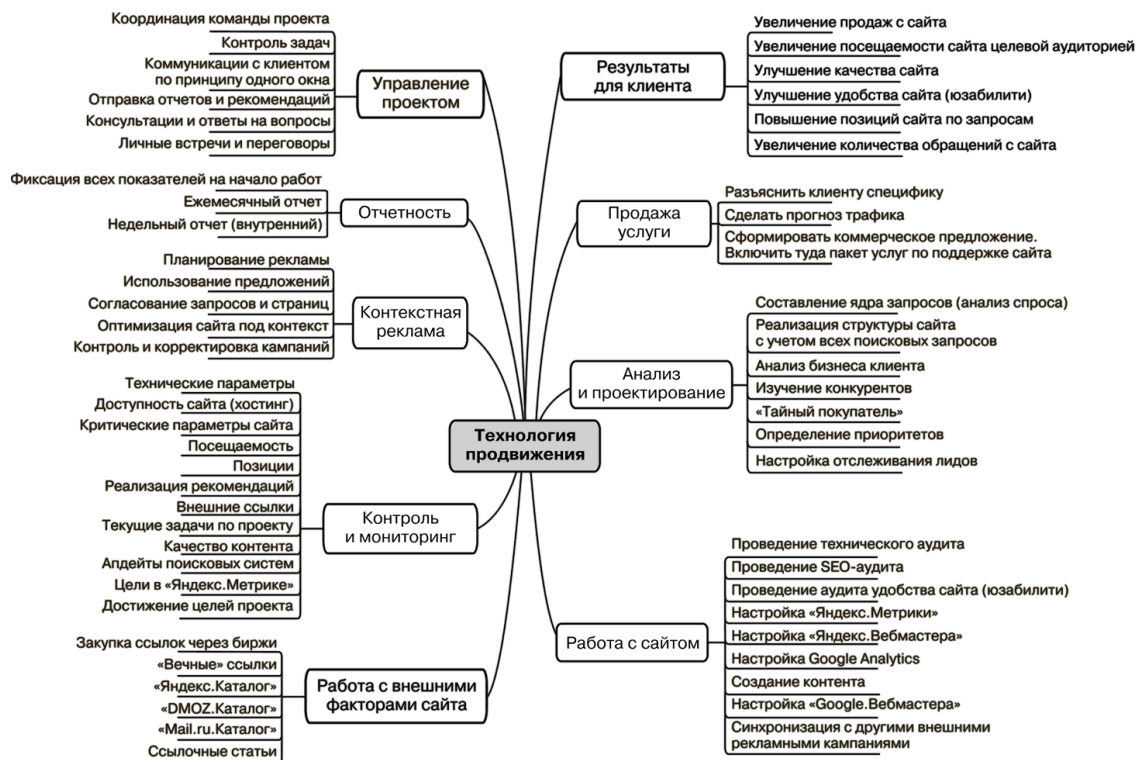 Технология
продвижения
Управление
проектом
Координация команды проекта
Контроль задач
Коммуникации с клиентом
по принципу одного окна
Отправка отчетов и рекомендаций
Консультации и ответы на вопросы
Личные встречи и переговоры
Отчетность
Фиксация всех показателей на начало работ
Ежемесячный отчет
Недельный отчет (внутренний)
Контекстная
реклама
Планирование рекламы
Использование предложений
Согласование запросов и страниц
Оптимизация сайта под контекст
Контроль и корректировка кампаний
Контроль
и мониторинг
Технические параметры
Доступность сайта (хостинг)
Критические параметры сайта
Посещаемость
Позиции
Реализация рекомендаций
Внешние ссылки
Текущие задачи по проекту
Качество контента
Апдейты поисковых систем
Цели в «Яндекс.Метрике»
Достижение целей проекта
Работа с внешними
факторами сайта
Закупка ссылок через биржи
«Вечные» ссылки
«Яндекс.Каталог»
«DMOZ.Каталог»
«Mail.ru.Каталог»
Ссылочные статьи
Результаты
для клиента
Увеличение продаж с сайта
Увеличение посещаемости сайта целевой аудиторией
Улучшение качества сайта
Улучшение удобства сайта (юзабилити)
Повышение позиций сайта по запросам
Увеличение количества обращений с сайта
Продажа
услуги
Разъяснить клиенту специфику
Сделать прогноз трафика
Сформировать коммерческое предложение.
Включить туда пакет услуг по поддержке сайта
Анализ
и проектирование
Составление ядра запросов (анализ спроса)
Реализация структуры сайта
с учетом всех поисковых запросов
Анализ бизнеса клиента
Изучение конкурентов
«Тайный покупатель»
Определение приоритетов
Настройка отслеживания лидов
Работа с сайтом
Проведение технического аудита
Проведение SEO-аудита
Проведение аудита удобства сайта (юзабилити)
Настройка «Яндекс.Метрики»
Настройка «Яндекс.Вебмастера»
Настройка Google Analytics
Создание контента
Настройка «Google.Вебмастера»
Синхронизация с другими внешними
рекламными кампаниями